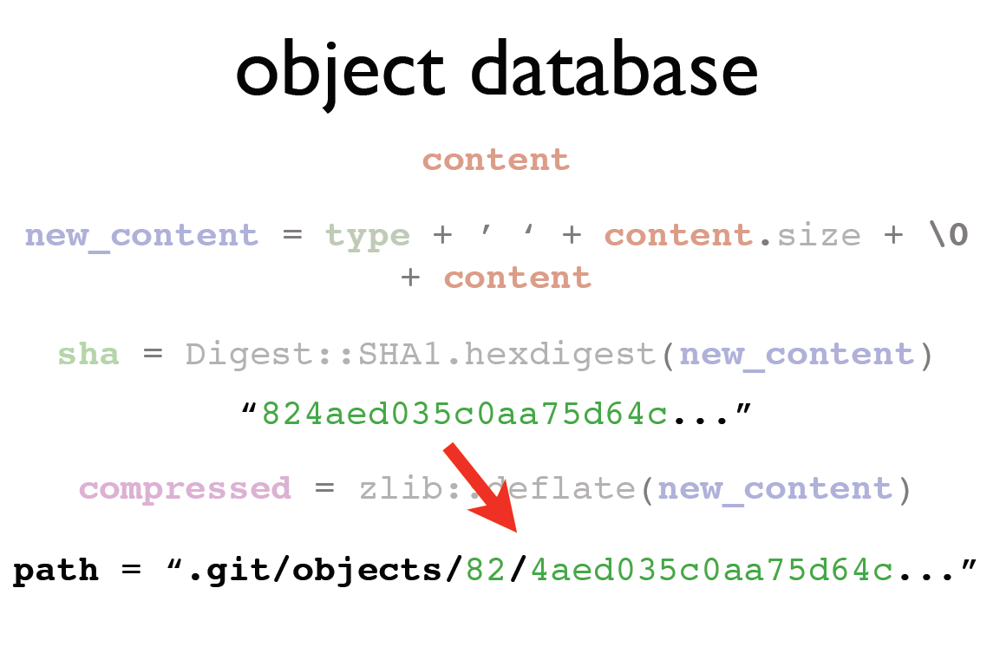 object database
content
new_content = type + ’ ‘ + content.size + \0
+ content
sha = Digest::SHA1.hexdigest(new_content)
“824aed035c0aa75d64c...”
compressed = zlib::deflate(new_content)
path = “.git/objects/82/4aed035c0aa75d64c...”